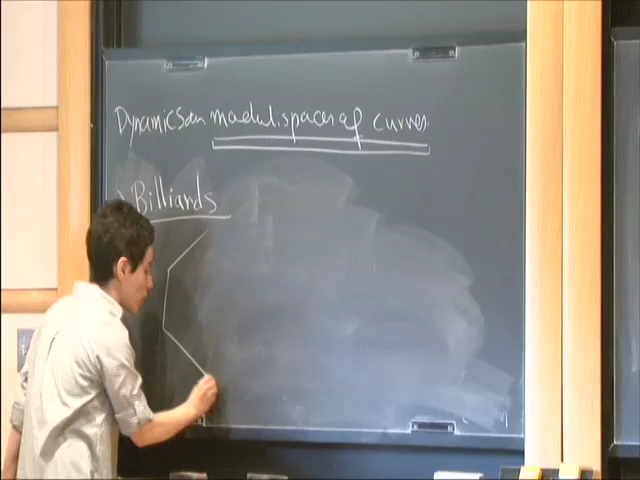 Dynamics on moduli spaces of curves.
) Billiards